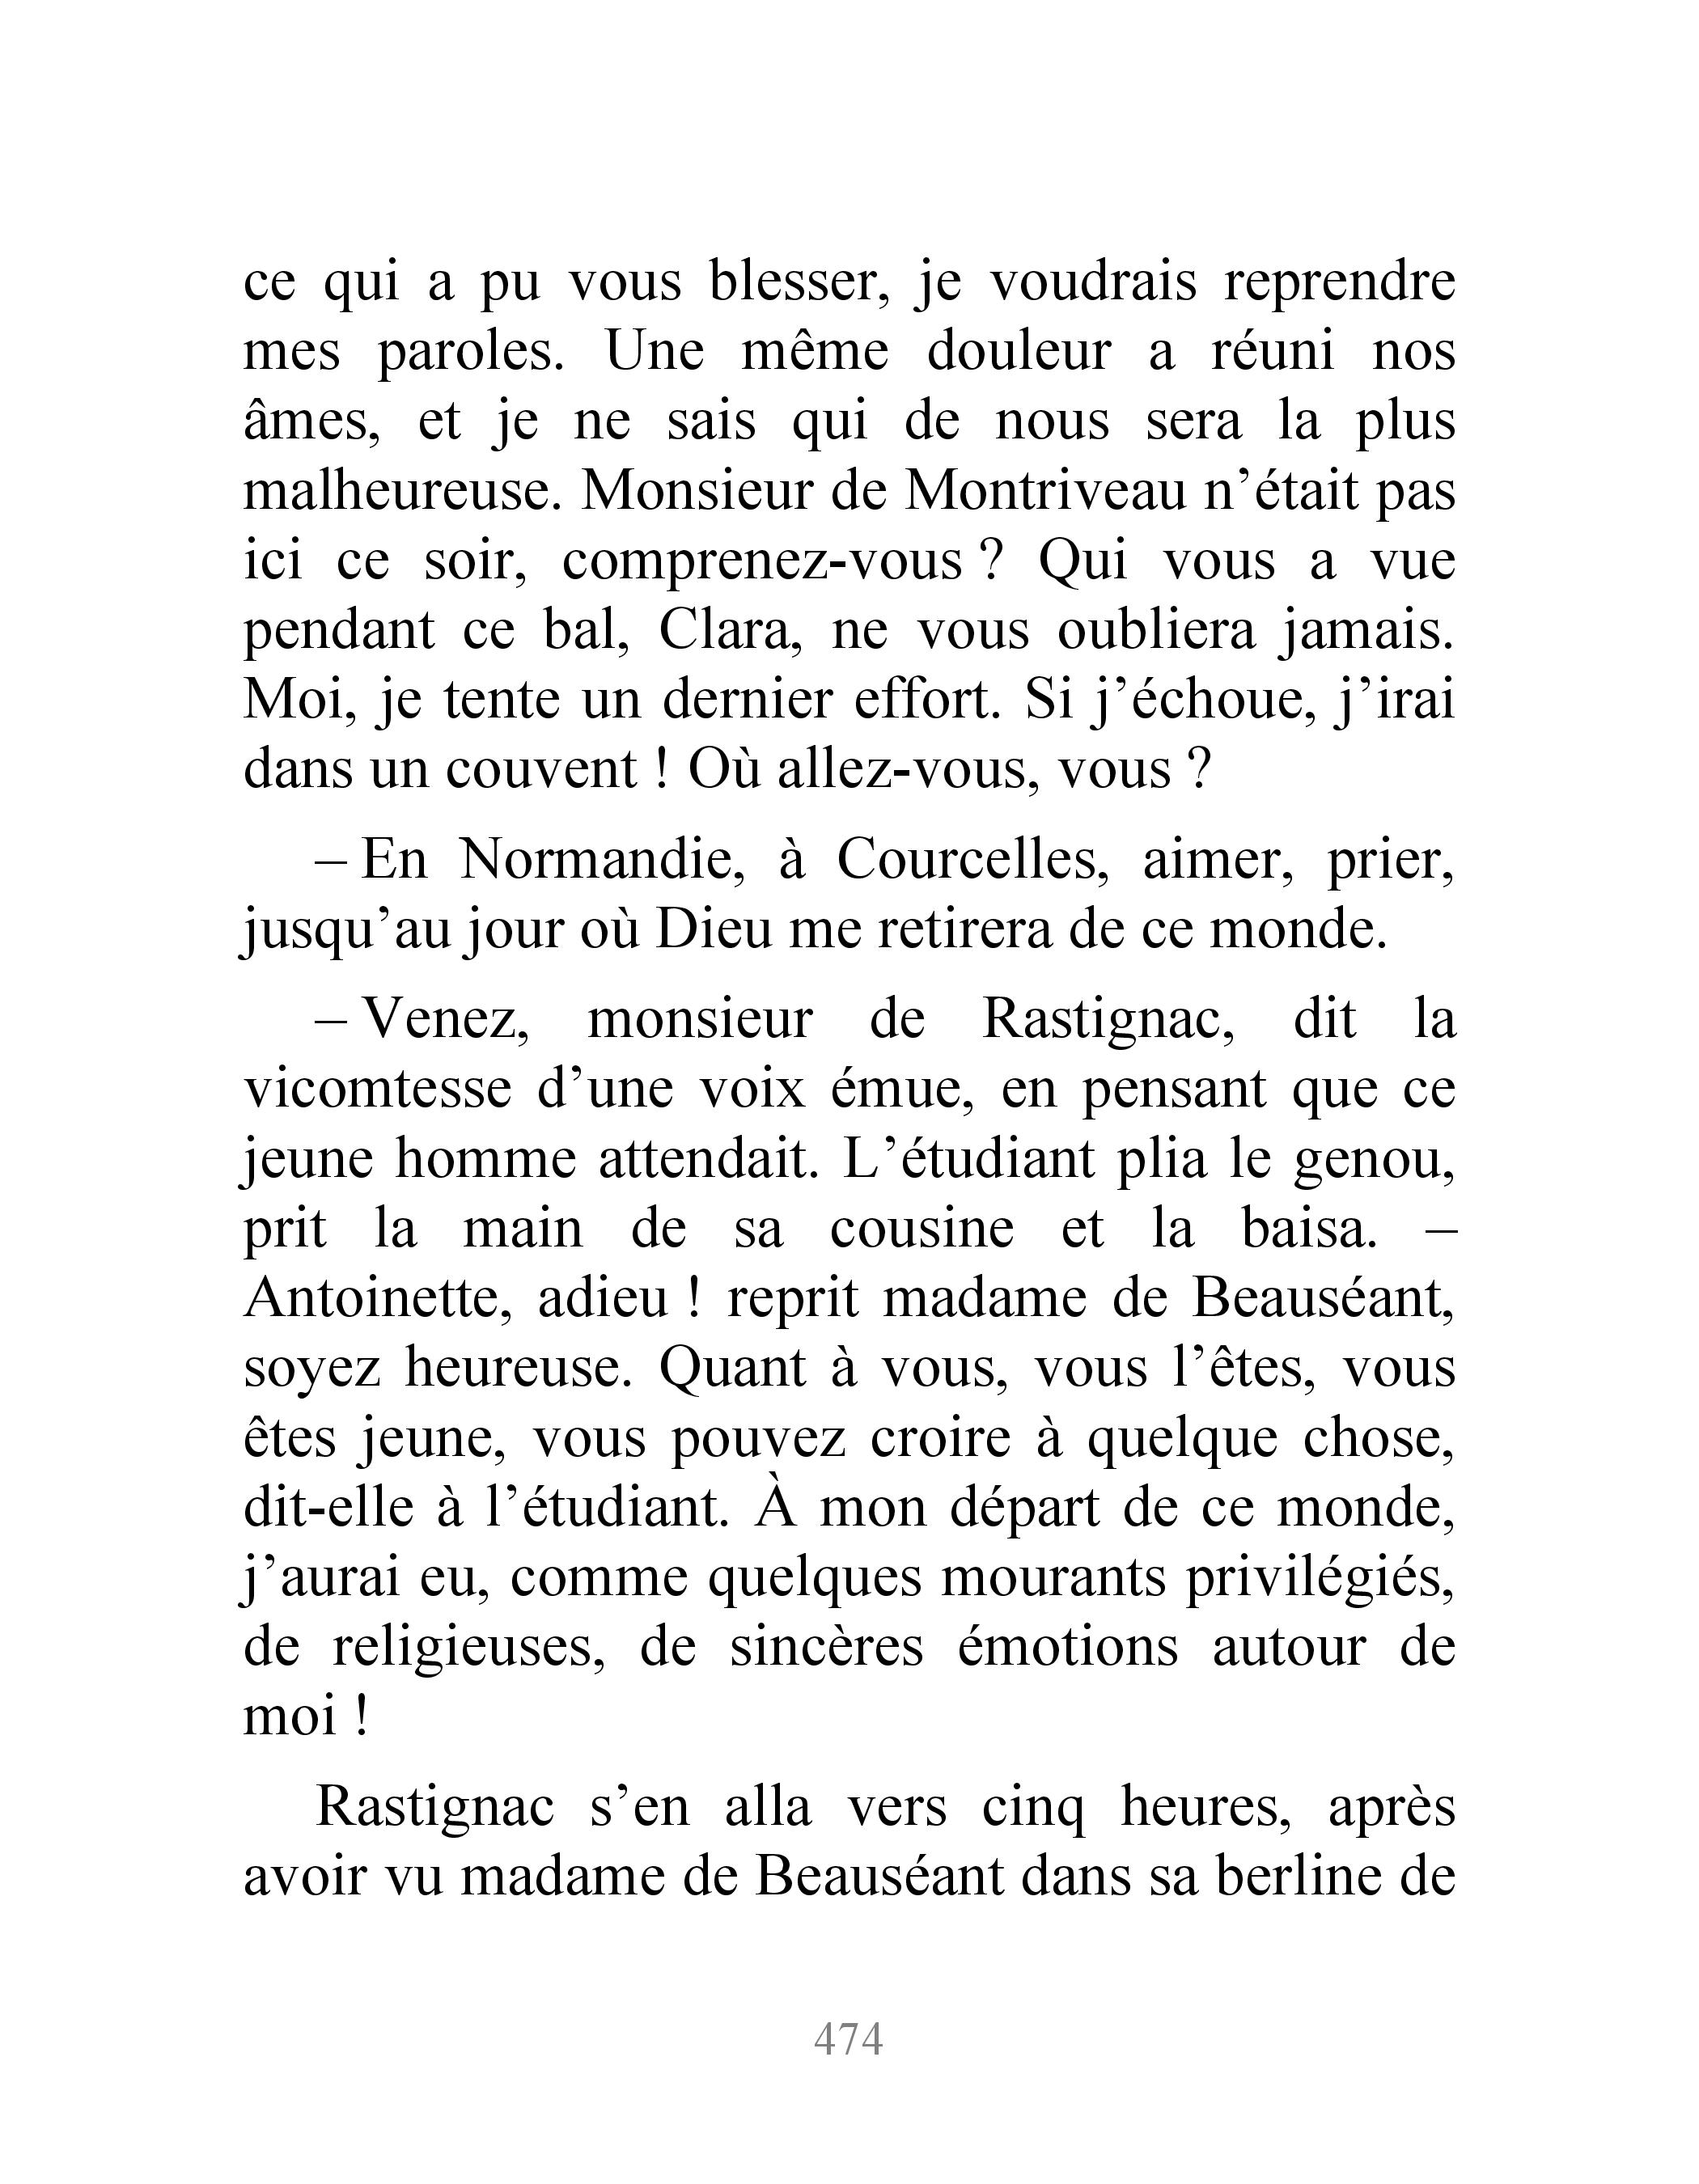 ce qui a pu vous blesser, je voudrais reprendre
mes paroles. Une même douleur a réuni nos
âmes, et je ne sais qui de nous sera la plus
malheureuse. Monsieur de Montriveau n’était pas
ici ce soir, comprenez-vous ? Qui vous a vue
pendant ce bal, Clara, ne vous oubliera jamais.
Moi, je tente un dernier effort. Si j’échoue, j’irai
dans un couvent ! Où allez-vous, vous ?
– En Normandie, à Courcelles, aimer, prier,
jusqu’au jour où Dieu me retirera de ce monde.
– Venez, monsieur de Rastignac, dit la
vicomtesse d’une voix émue, en pensant que ce
jeune homme attendait. L’étudiant plia le genou,
prit la main de sa cousine et la baisa. –
Antoinette, adieu ! reprit madame de Beauséant,
soyez heureuse. Quant à vous, vous l’êtes, vous
êtes jeune, vous pouvez croire à quelque chose,
dit-elle à l’étudiant. À mon départ de ce monde,
j’aurai eu, comme quelques mourants privilégiés,
de religieuses, de sincères émotions autour de
moi !
Rastignac s’en alla vers cinq heures, après
avoir vu madame de Beauséant dans sa berline de
474